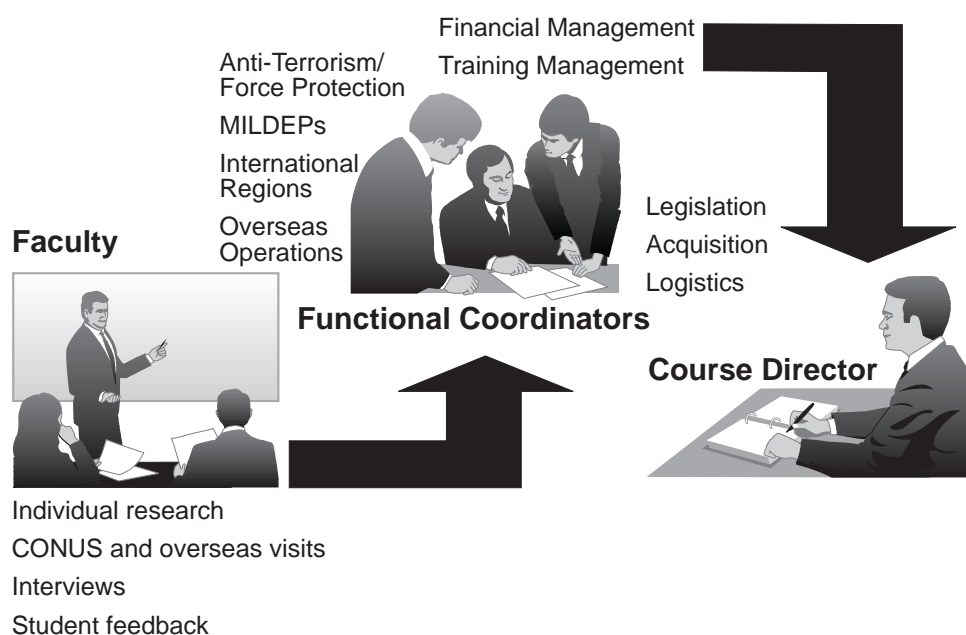 Financial Management
Training Management
Anti-Terrorism/
Force Protection
MILDEPs
International
Regions
Overseas
Operations
Legislation
Acquisition
Logistics
Faculty
Functional Coordinators
Course Director
Individual research
CONUS and overseas visits
Interviews
Student feedback